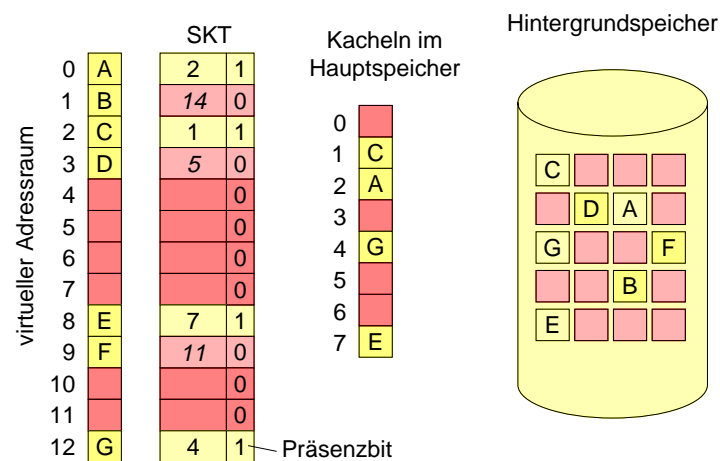 SKT
Kacheln im
Hauptspeicher
Hintergrundspeicher
virtueller Adressraum
0 A 2 1
1 B 14 0
2 C 1 1
3 D 5 0
4 0
5 0
6 0
7 0
8 E 7 1
9 F 11 0
10 0
11 0
12 G 4 1
Präsenzbit
0
1 C
2 A
3
4 G
5
6
7 E
C
D A
G F
B
E